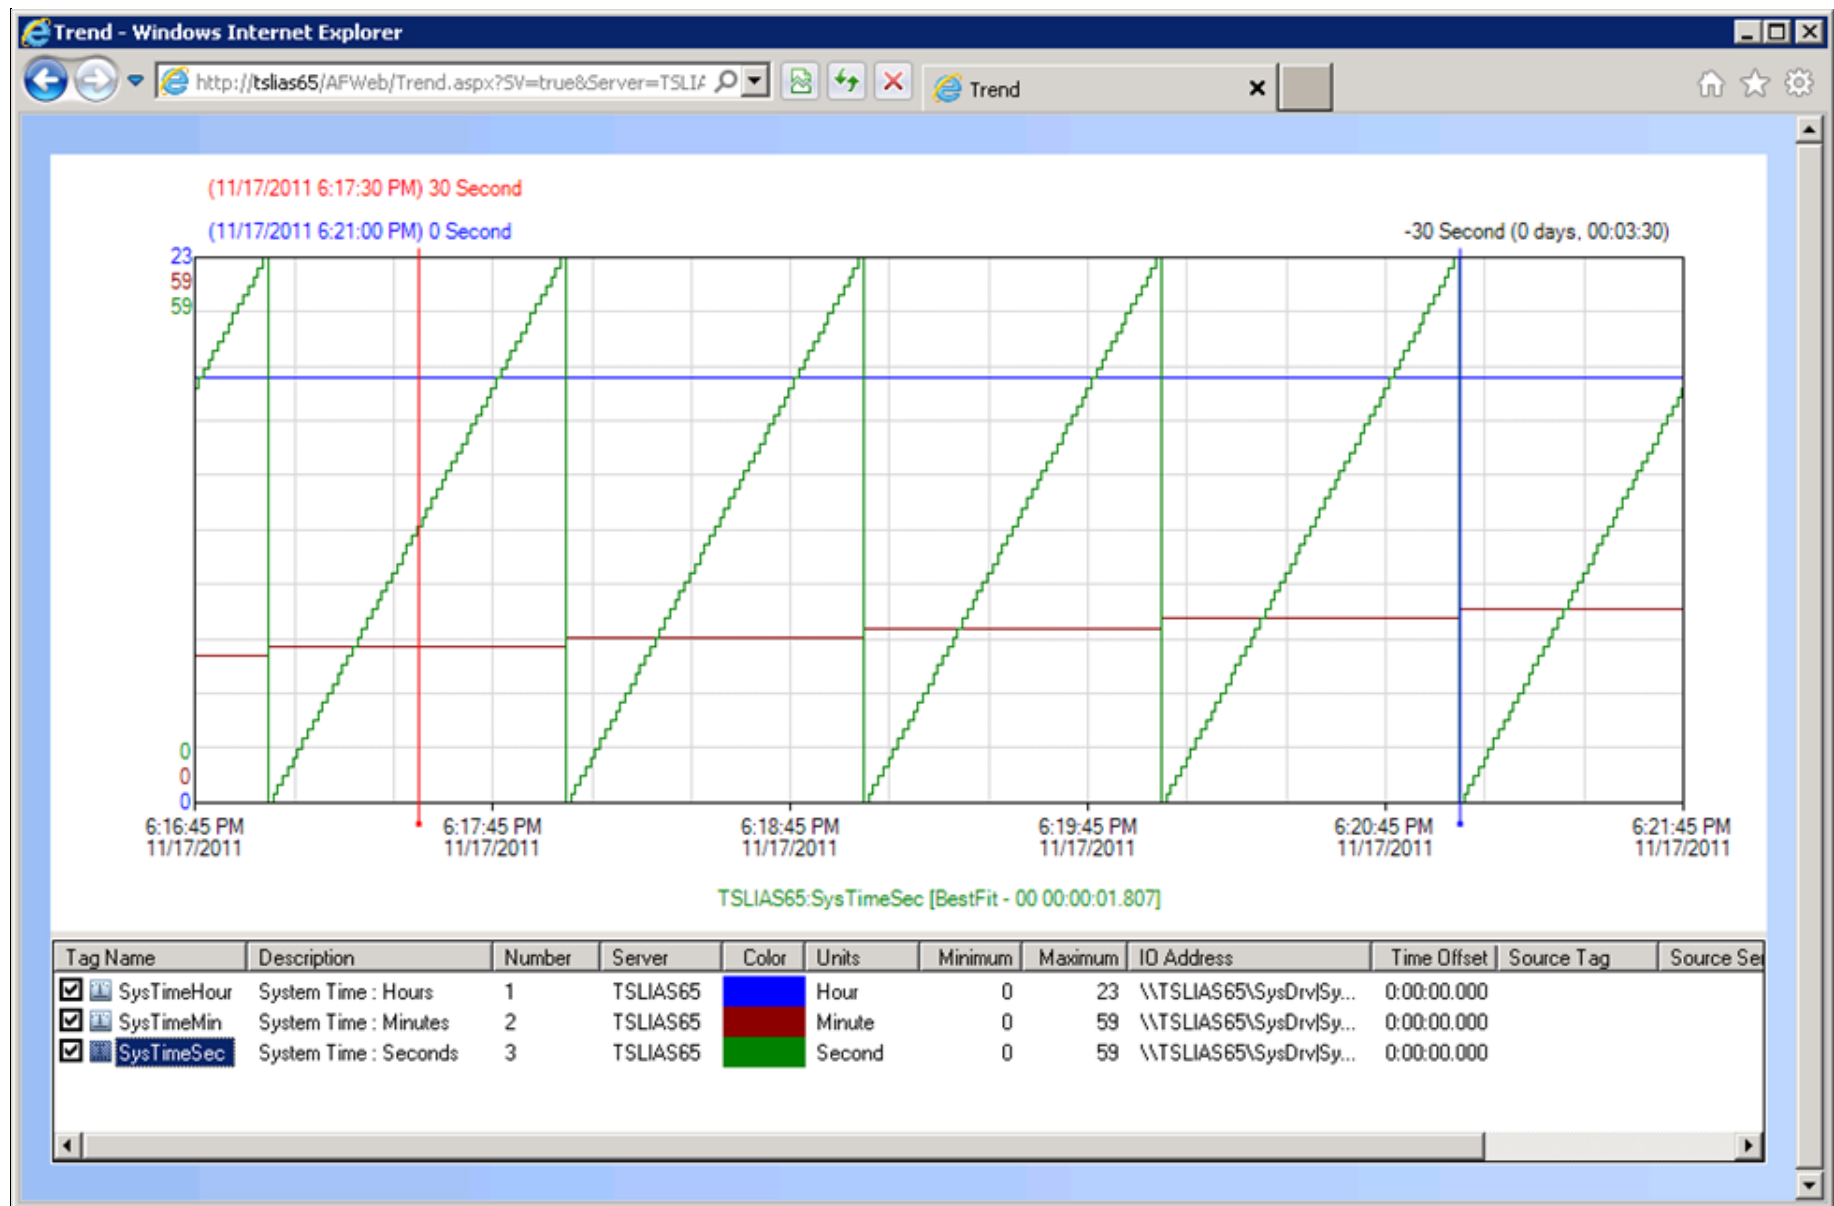 Trend - Windows Internet Explorer
http://tslias65/AFWeb/Trend.aspx?SV=true&Server=TSLIA
Trend
(11/17/2011 6:17:30 PM) 30 Second
(11/17/2011 6:21:00 PM) 0 Second
-30 Second (0 days, 00:03:30)
23
59
59
0
0
0
6:16:45 PM 6:17:45 PM 6:18:45 PM 6:19:45 PM 6:20:45 PM 6:21:45 PM
11/17/2011 11/17/2011 11/17/2011 11/17/2011 11/17/2011 11/17/2011
TSLIAS65:SysTimeSec [BestFit - 00 00:00:01.807]
Tag Name Description Number Server Color Units Minimum Maximum IO Address Time Offset Source Tag Source Ser
SysTimeHour System Time : Hours 1 TSLIAS65 Hour 0 23 \\TSLIAS65\SysDrv|Sy... 0:00:00.000
SysTimeMin System Time : Minutes 2 TSLIAS65 Minute 0 59 \\TSLIAS65\SysDrv|Sy... 0:00:00.000
SysTimeSec System Time : Seconds 3 TSLIAS65 Second 0 59 \\TSLIAS65\SysDrv|Sy... 0:00:00.000